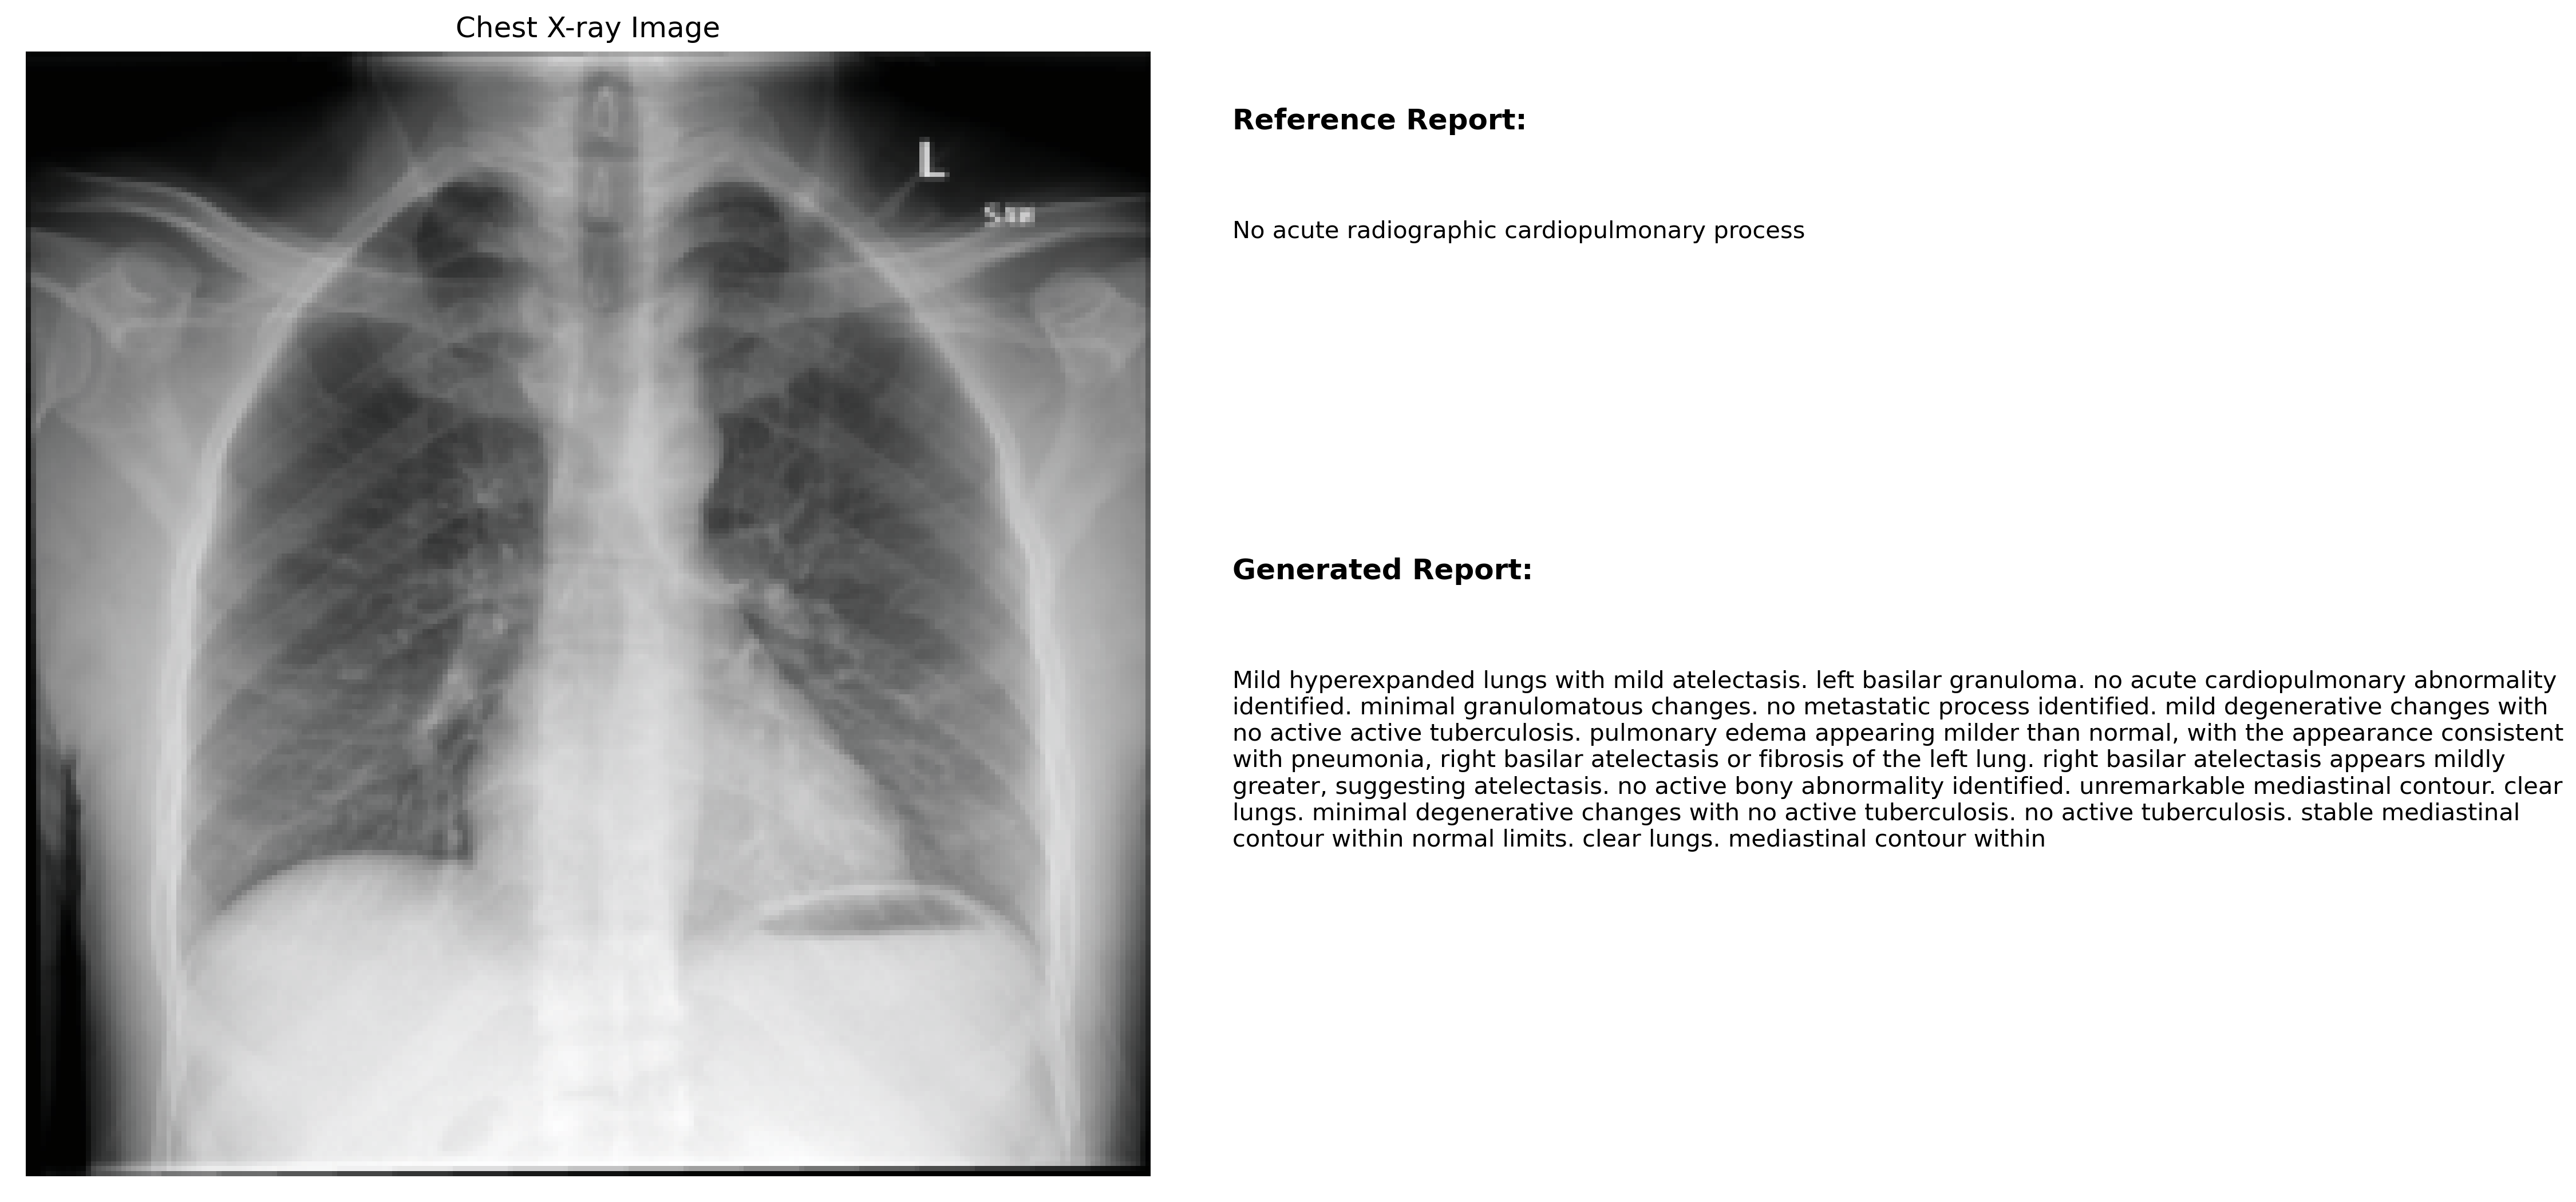 Chest X-ray Image
L
Reference Report:
No acute radiographic cardiopulmonary process
Generated Report:
Mild hyperexpanded lungs with mild atelectasis. left basilar granuloma. no acute cardiopulmonary abnormality
identified. minimal granulomatous changes. no metastatic process identified. mild degenerative changes with
no active active tuberculosis. pulmonary edema appearing milder than normal, with the appearance consistent
with pneumonia, right basilar atelectasis or fibrosis of the left lung. right basilar atelectasis appears mildly
greater, suggesting atelectasis. no active bony abnormality identified. unremarkable mediastinal contour. clear
lungs. minimal degenerative changes with no active tuberculosis. no active tuberculosis. stable mediastinal
contour within normal limits. clear lungs. mediastinal contour within